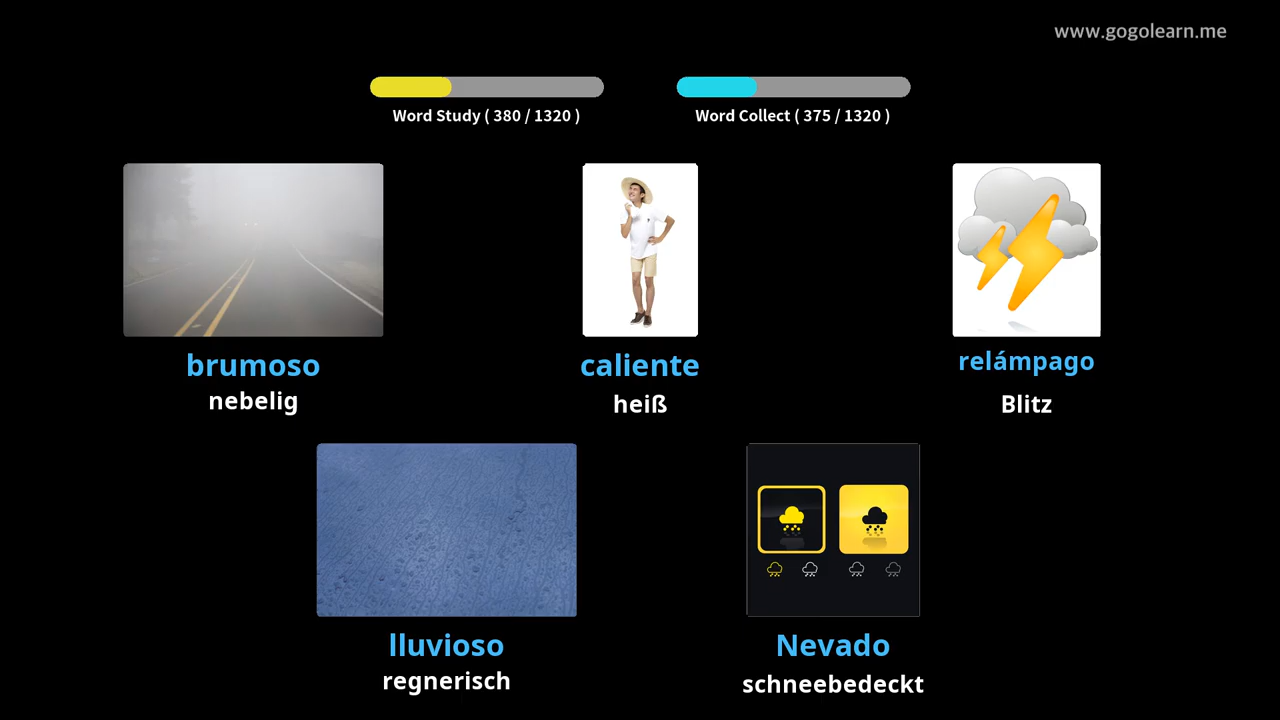 www.gogolearn.me
Word Study ( 380 / 1320 )
Word Collect ( 375 / 1320 )
brumoso
nebelig
caliente
heiß
relámpago
Blitz
lluvioso
regnerisch
Nevado
schneebedeckt